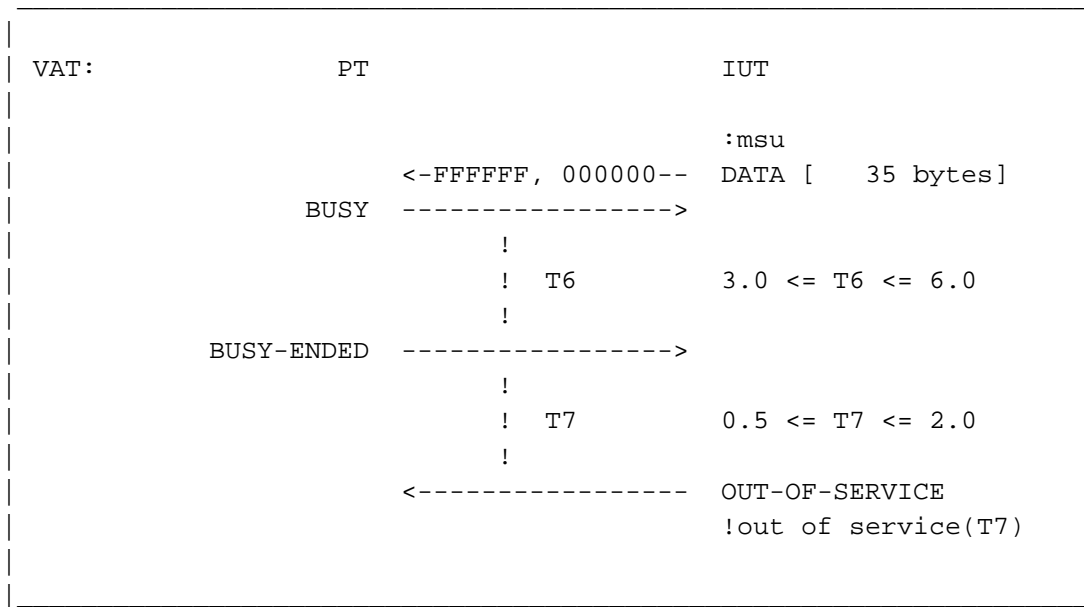 VAT: PT IUT
:msu
<-FFFFFF, 000000-- DATA [ 35 bytes]
BUSY ----------------->
!
! T6 3.0 <= T6 <= 6.0
!
BUSY-ENDED ----------------->
!
! T7 0.5 <= T7 <= 2.0
!
<----------------- OUT-OF-SERVICE
!out of service(T7)